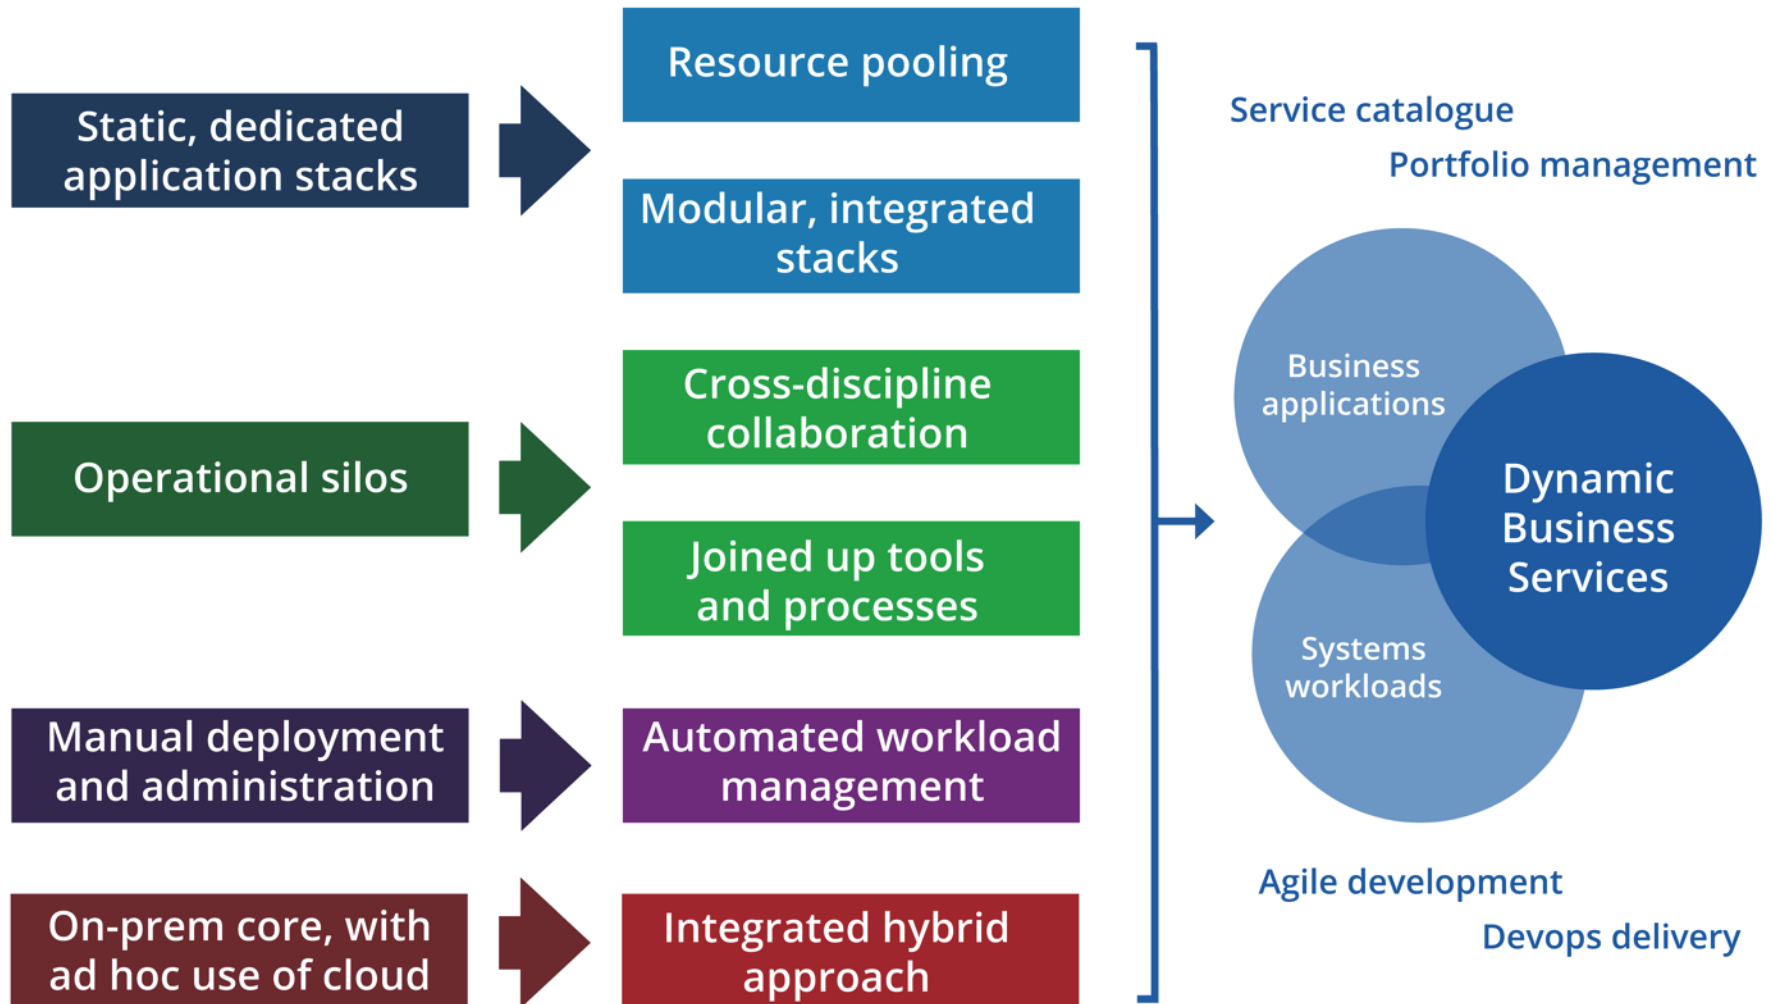 Static, dedicated
application stacks
Resource pooling
Modular, integrated
stacks
Operational silos
Cross-discipline
collaboration
Joined up tools
and processes
Manual deployment
and administration
Automated workload
management
On-prem core, with
ad hoc use of cloud
Integrated hybrid
approach
Service catalogue
Portfolio management
Business
applications
Dynamic
Business
Services
Systems
workloads
Agile development
Devops delivery